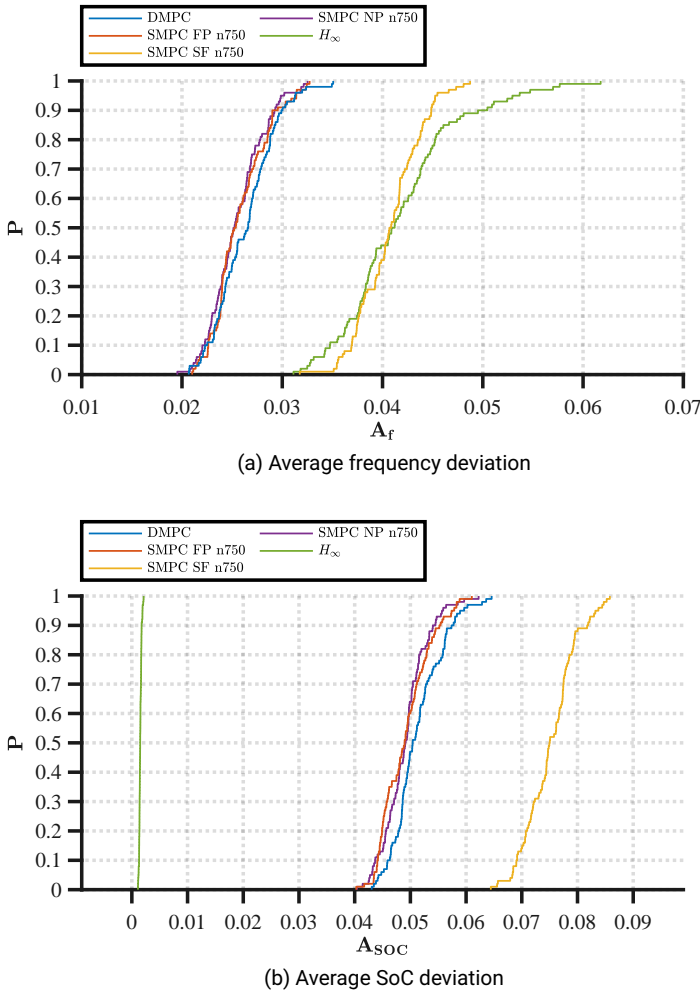 DMPC SMPC NP n750
SMPC FP n750 H∞
SMPC SF n750
1
0.9
0.8
0.7
0.6
0.5
0.4
0.3
0.2
0.1
0
P
0.01 0.02 0.03 0.04 0.05 0.06 0.07
A_f
(a) Average frequency deviation
DMPC SMPC NP n750
SMPC FP n750 H∞
SMPC SF n750
1
0.9
0.8
0.7
0.6
0.5
0.4
0.3
0.2
0.1
0
P
0 0.01 0.02 0.03 0.04 0.05 0.06 0.07 0.08 0.09
A_SOC
(b) Average SoC deviation